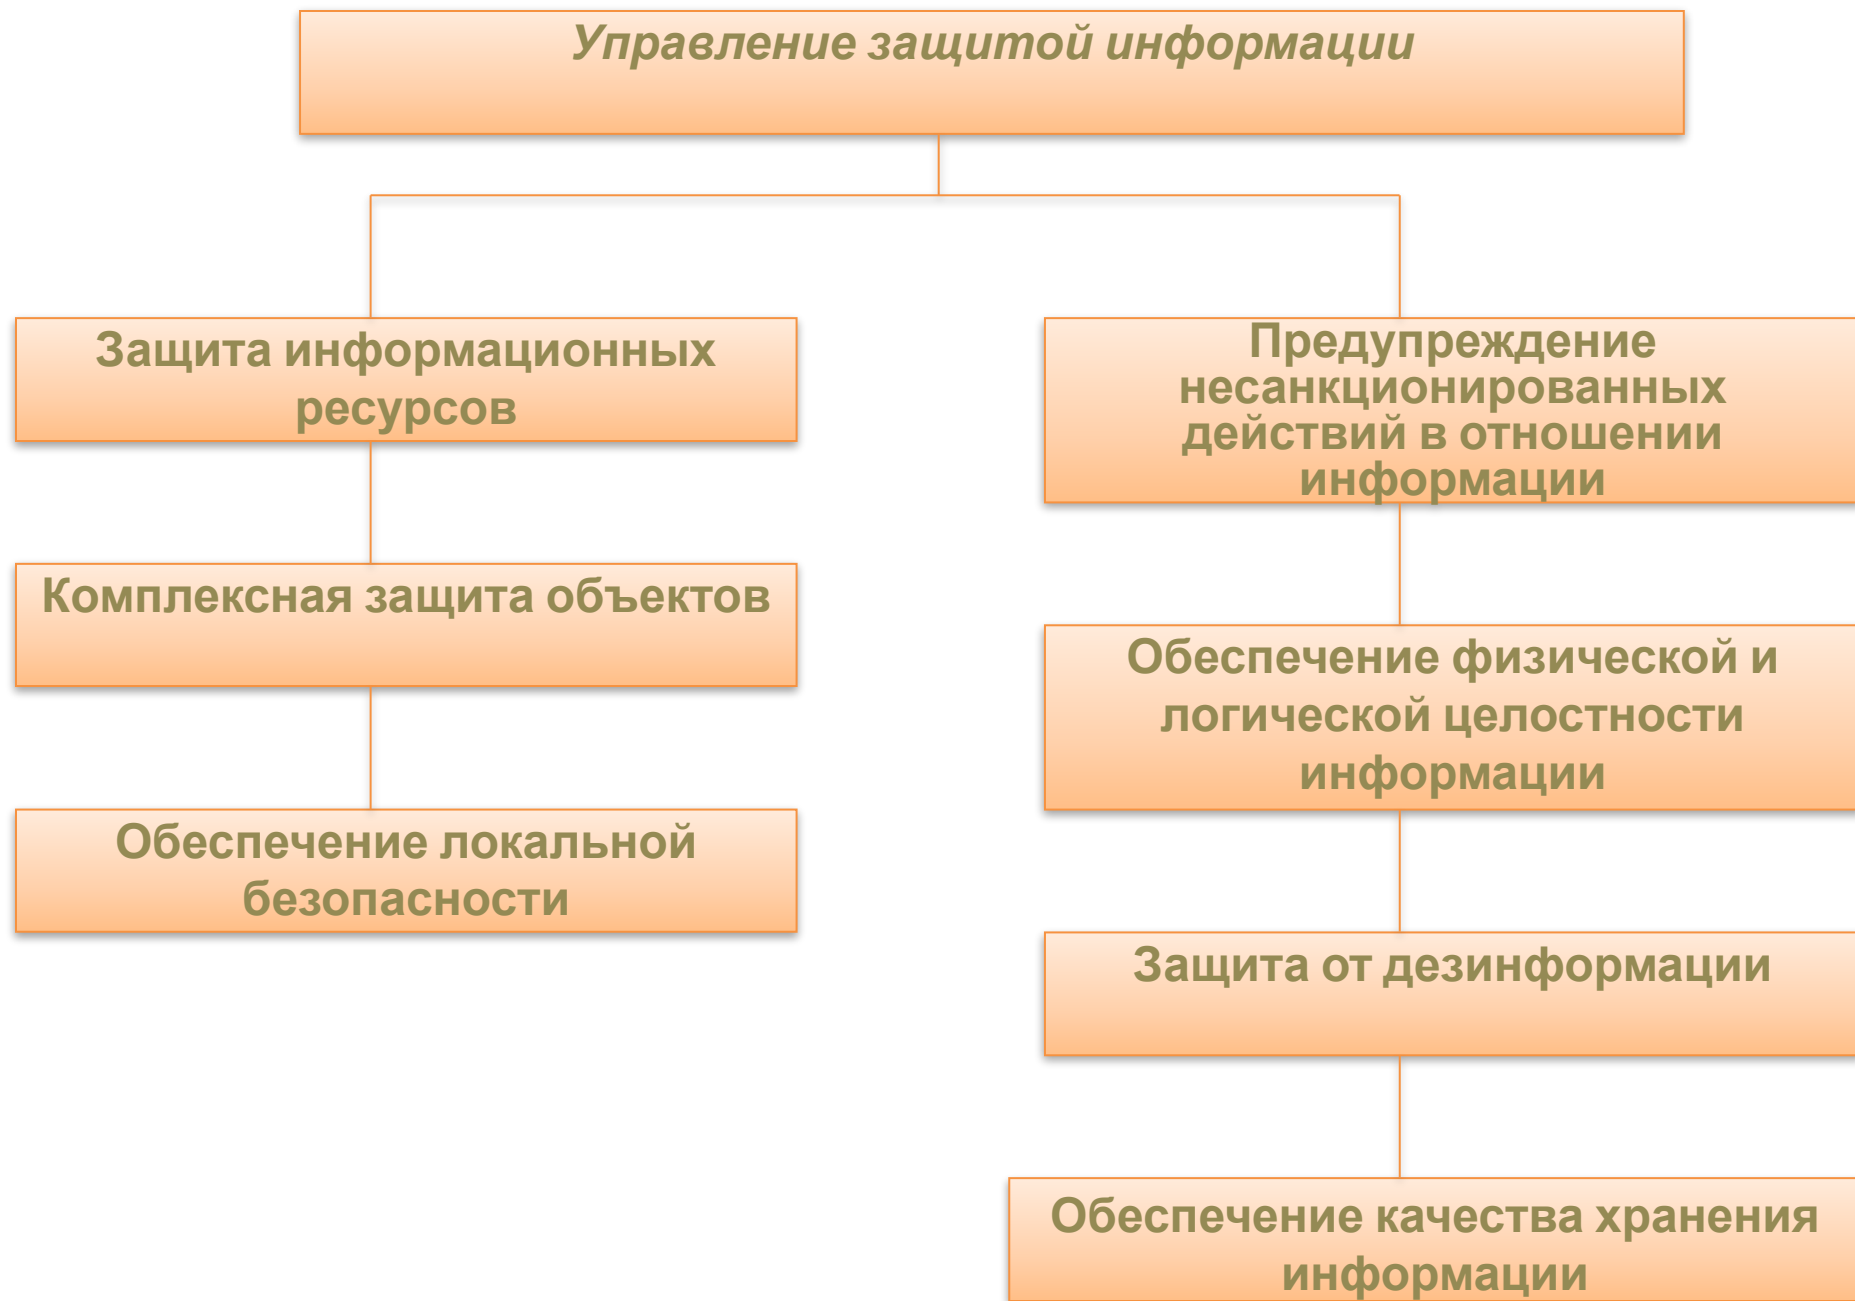 Управление защитой информации
Защита информационных
ресурсов
Комплексная защита объектов
Обеспечение локальной
безопасности
Предупреждение
несанкционированных
действий в отношении
информации
Обеспечение физической и
логической целостности
информации
Защита от дезинформации
Обеспечение качества хранения
информации